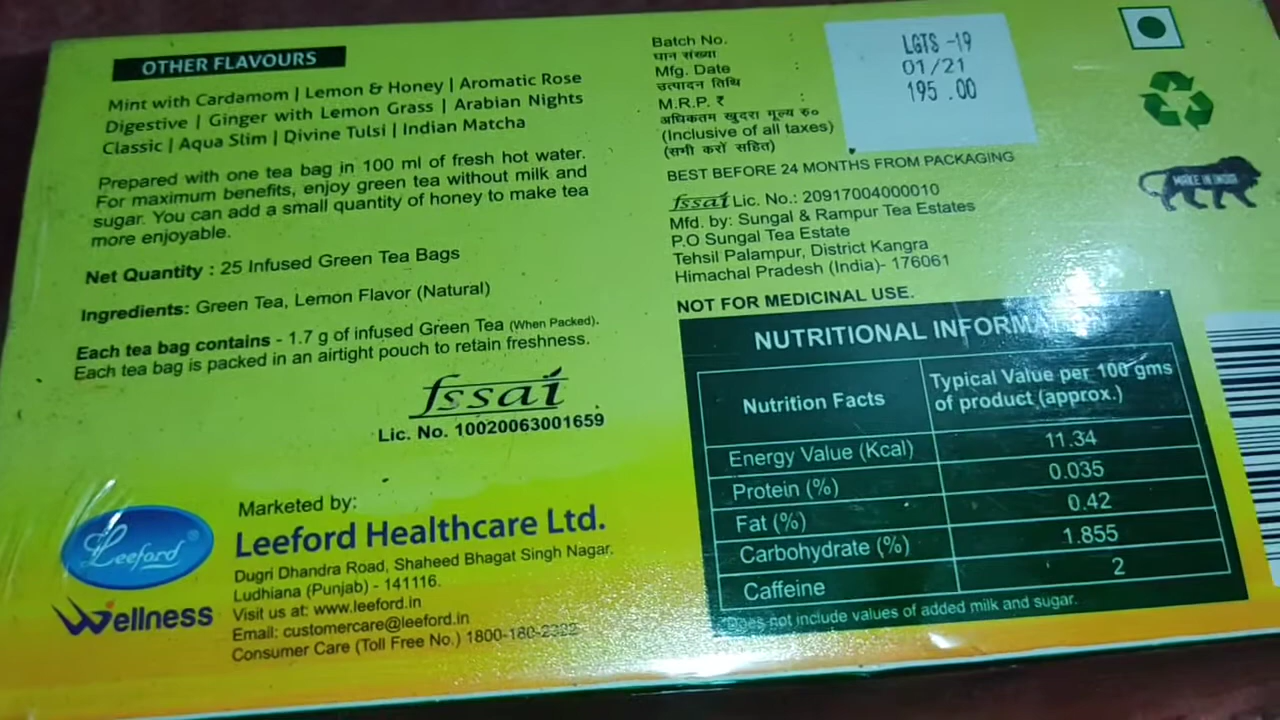 OTHER FLAVOURS
Mint with Cardamom | Lemon & Honey | Aromatic Rose
Digestive | Ginger with Lemon Grass | Arabian Nights
Classic | Aqua Slim | Divine Tulsi | Indian Matcha
Prepared with one tea bag in 100 ml of fresh hot water.
For maximum benefits, enjoy green tea without milk and
sugar. You can add a small quantity of honey to make tea
more enjoyable.
Net Quantity : 25 Infused Green Tea Bags
Ingredients: Green Tea, Lemon Flavor (Natural)
Each tea bag contains - 1.7 g of infused Green Tea (When Packed).
Each tea bag is packed in an airtight pouch to retain freshness.
fssai
Lic. No. 10020063001659
Marketed by:
Leeford Healthcare Ltd.
Dugri Dhandra Road, Shaheed Bhagat Singh Nagar,
Ludhiana (Punjab) - 141116.
Visit us at: www.leeford.in
Email: customercare@leeford.in
Consumer Care (Toll Free No.) 1800-180-2322
Leeford®
Wellness
Batch No. :
घान संख्या
Mfg. Date :
उत्पादन तिथि
M.R.P. ₹
अधिकतम खुदरा मूल्य रु०
(Inclusive of all taxes)
(सभी करों सहित)
LGTS -19
01/21
195 .00
BEST BEFORE 24 MONTHS FROM PACKAGING
fssai Lic. No.: 20917004000010
Mfd. by: Sungal & Rampur Tea Estates
P.O Sungal Tea Estate
Tehsil Palampur, District Kangra
Himachal Pradesh (India)- 176061
NOT FOR MEDICINAL USE.
MAKE IN INDIA
NUTRITIONAL INFORMA
Nutrition Facts Typical Value per 100 gms
of product (approx.)
Energy Value (Kcal) 11.34
Protein (%) 0.035
Fat (%) 0.42
Carbohydrate (%) 1.855
Caffeine 2
Does not include values of added milk and sugar.